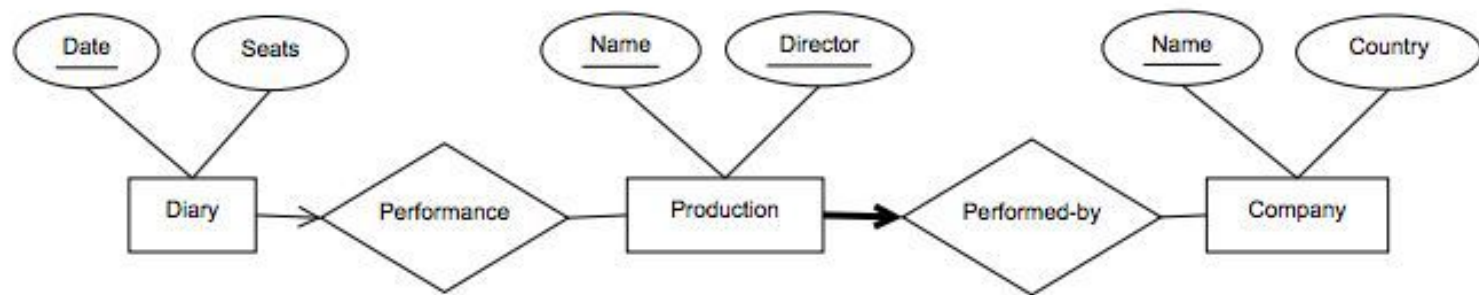 Date
Seats
Name
Director
Name
Country
Diary
Performance
Production
Performed-by
Company